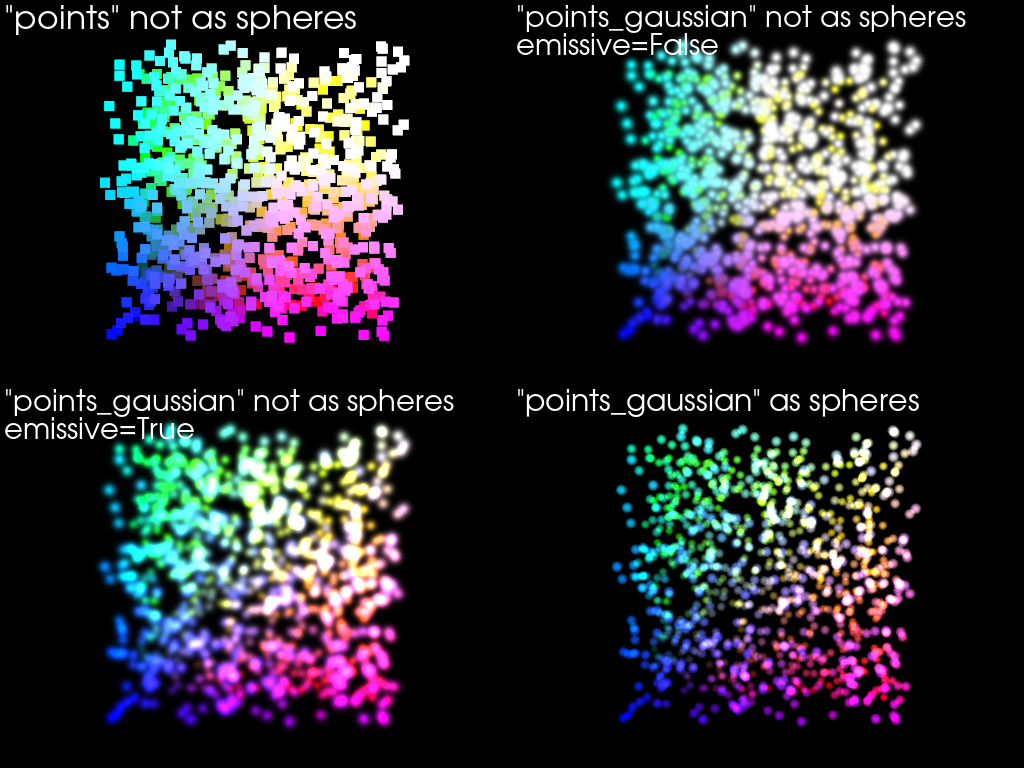 "points" not as spheres
"points_gaussian" not as spheres
emissive=False
"points_gaussian" not as spheres
emissive=True
"points_gaussian" as spheres